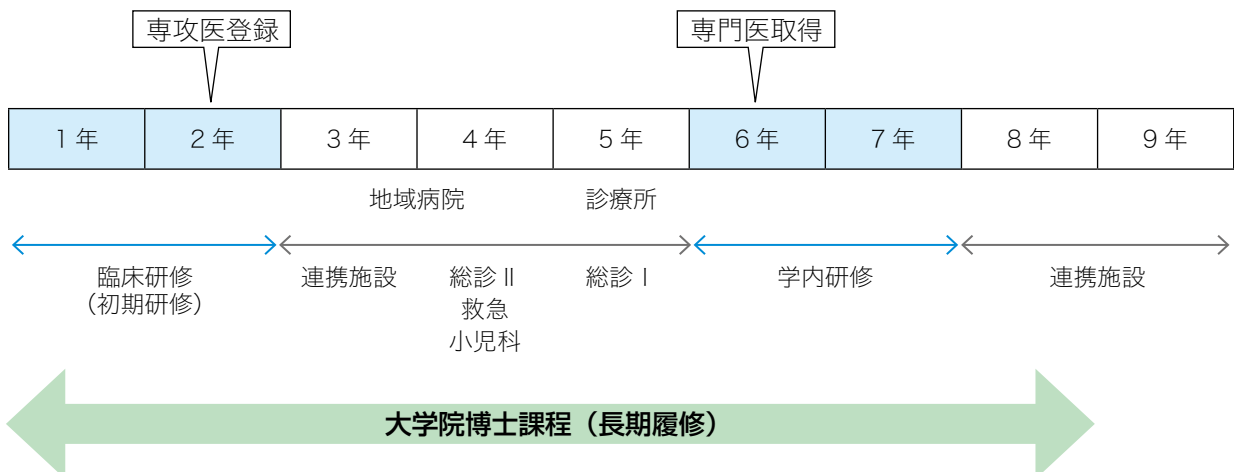 専攻医登録 専門医取得
1年 2年 3年 4年 5年 6年 7年 8年 9年
地域病院 診療所
臨床研修 連携施設 総診Ⅱ 総診Ⅰ 学内研修 連携施設
（初期研修） 救急
小児科
大学院博士課程（長期履修）